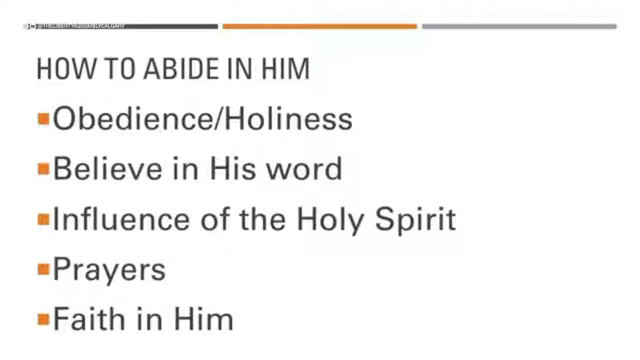 @THELIBERTYASSEMBLYCALGARY
HOW TO ABIDE IN HIM
Obedience/Holiness
Believe in His word
Influence of the Holy Spirit
Prayers
Faith in Him